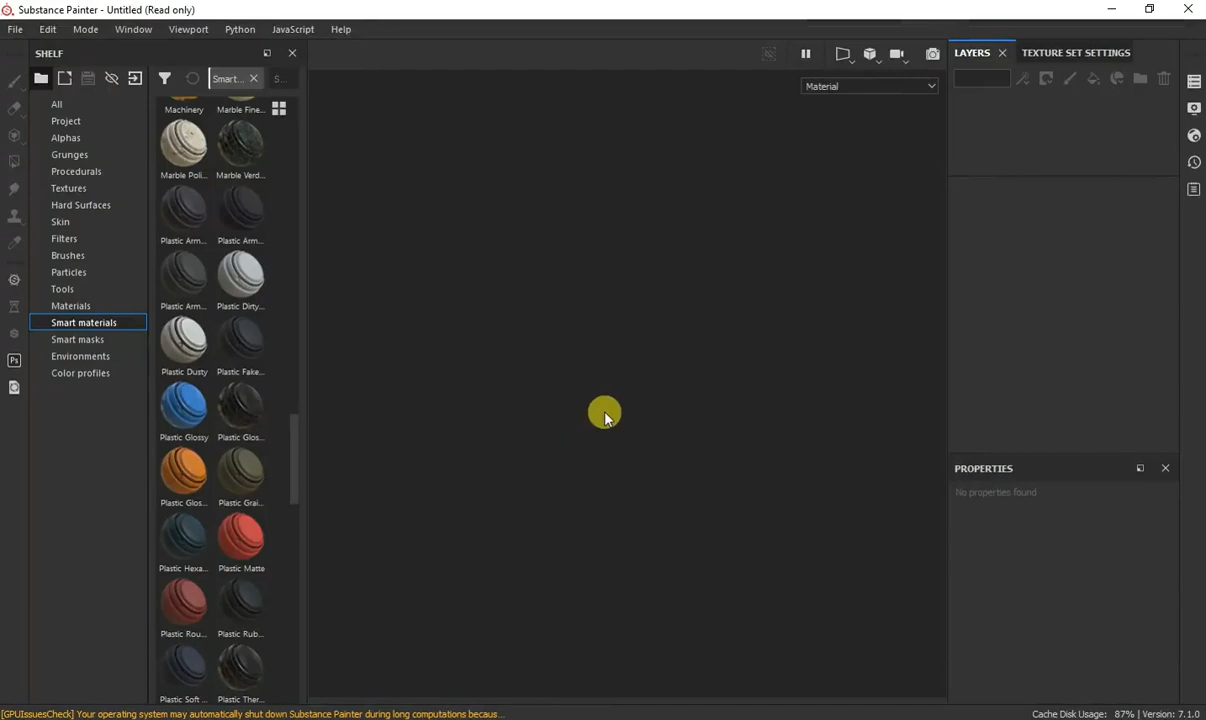 Substance Painter - Untitled (Read only)
File Edit Mode Window Viewport Python JavaScript Help
SHELF
Smart...
S...
Material
LAYERS
TEXTURE SET SETTINGS
All
Project
Alphas
Grunges
Procedurals
Textures
Hard Surfaces
Skin
Filters
Brushes
Particles
Tools
Materials
Smart materials
Smart masks
Environments
Color profiles
Ps
Machinery Marble Fine...
Marble Poli... Marble Verd...
Plastic Arm... Plastic Arm...
Plastic Arm... Plastic Dirty...
Plastic Dusty Plastic Fake...
Plastic Glossy Plastic Glos...
Plastic Glos... Plastic Grai...
Plastic Hexa... Plastic Matte
Plastic Rou... Plastic Rub...
Plastic Soft ... Plastic Ther...
PROPERTIES
No properties found
[GPUIssuesCheck] Your operating system may automatically shut down Substance Painter during long computations becaus...
Cache Disk Usage: 87% | Version: 7.1.0